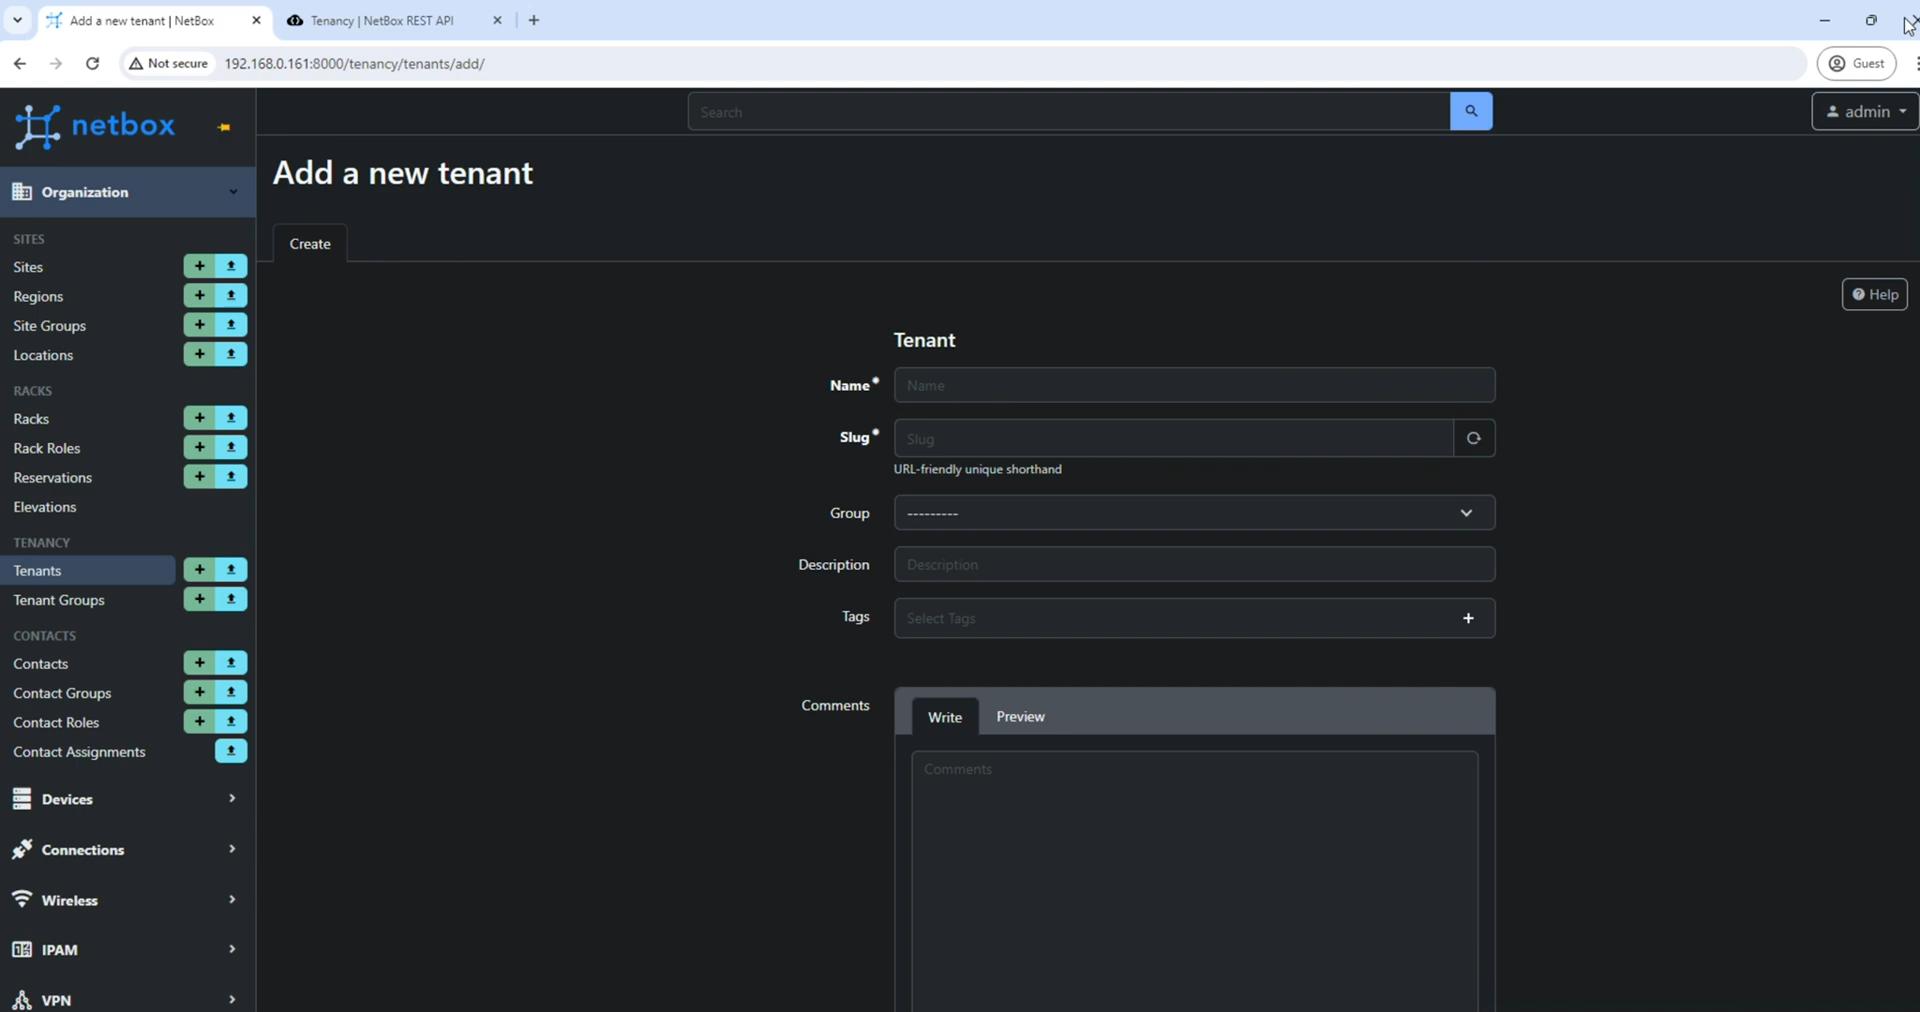 Add a new tenant | NetBox
Tenancy | NetBox REST API
Not secure
192.168.0.161:8000/tenancy/tenants/add/
Guest
netbox
Search
admin
Add a new tenant
Create
Help
Organization
SITES
Sites
Regions
Site Groups
Locations
RACKS
Racks
Rack Roles
Reservations
Elevations
TENANCY
Tenants
Tenant Groups
CONTACTS
Contacts
Contact Groups
Contact Roles
Contact Assignments
Devices
Connections
Wireless
IPAM
VPN
Tenant
Name*
Name
Slug*
Slug
URL-friendly unique shorthand
Group
---------
Description
Description
Tags
Select Tags
Comments
Write
Preview
Comments